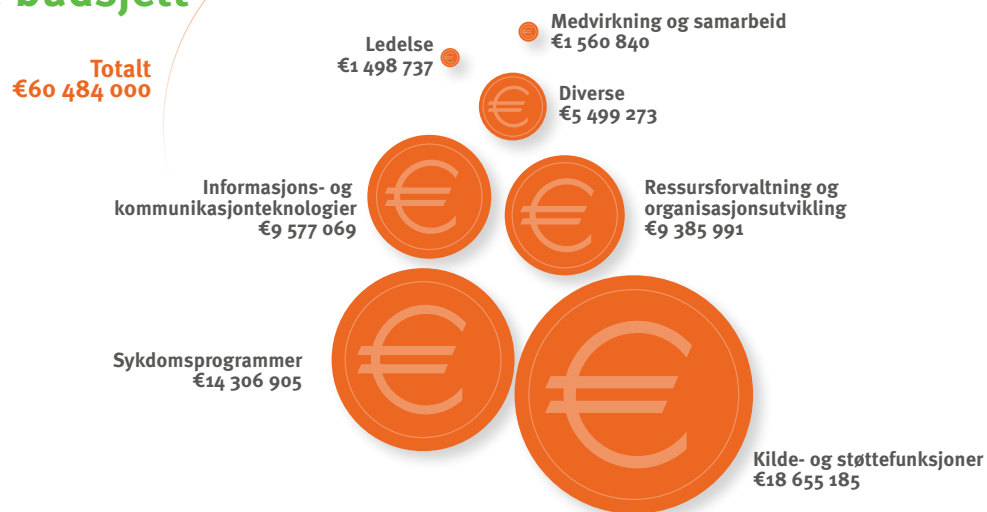 budsjett
Totalt
€60 484 000
Medvirkning og samarbeid
€1 560 840
Ledelse
€1 498 737
Diverse
€5 499 273
Informasjons- og
kommunikasjonteknologier
€9 577 069
Ressursforvaltning og
organisasjonsutvikling
€9 385 991
Sykdomsprogrammer
€14 306 905
Kilde- og støttefunksjoner
€18 655 185